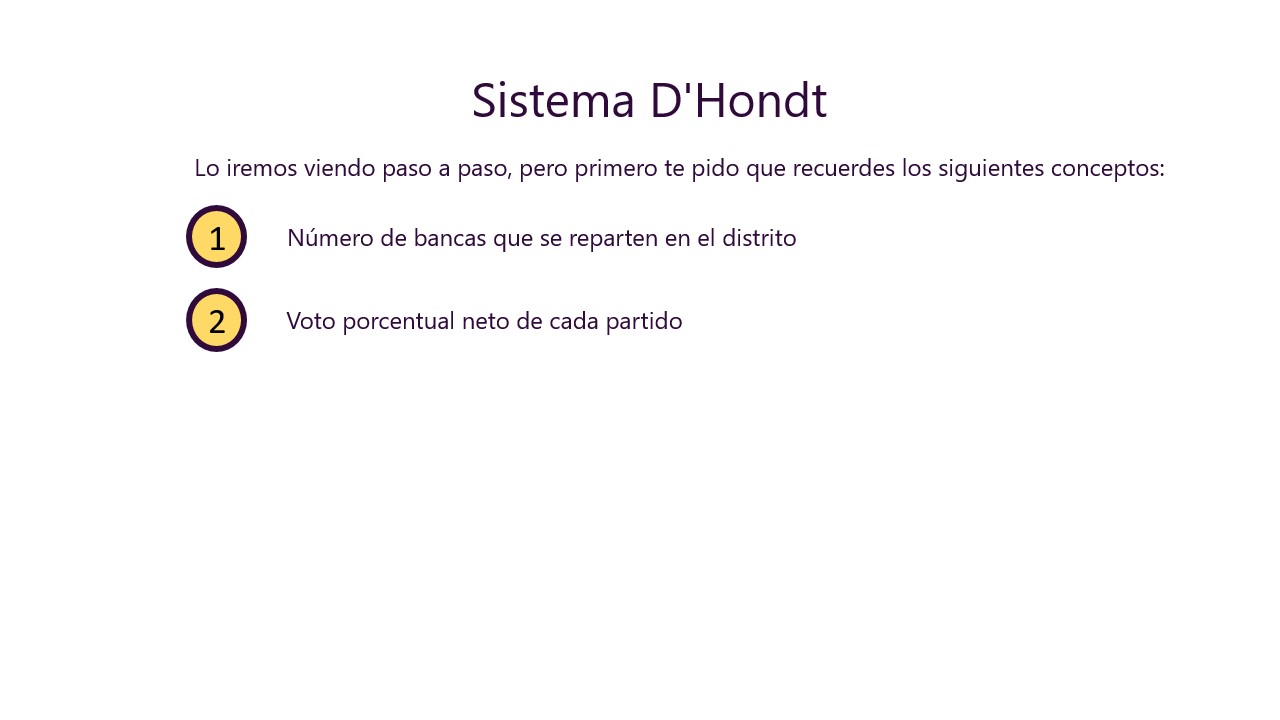 Sistema D'Hondt
Lo iremos viendo paso a paso, pero primero te pido que recuerdes los siguientes conceptos:
1 Número de bancas que se reparten en el distrito
2 Voto porcentual neto de cada partido